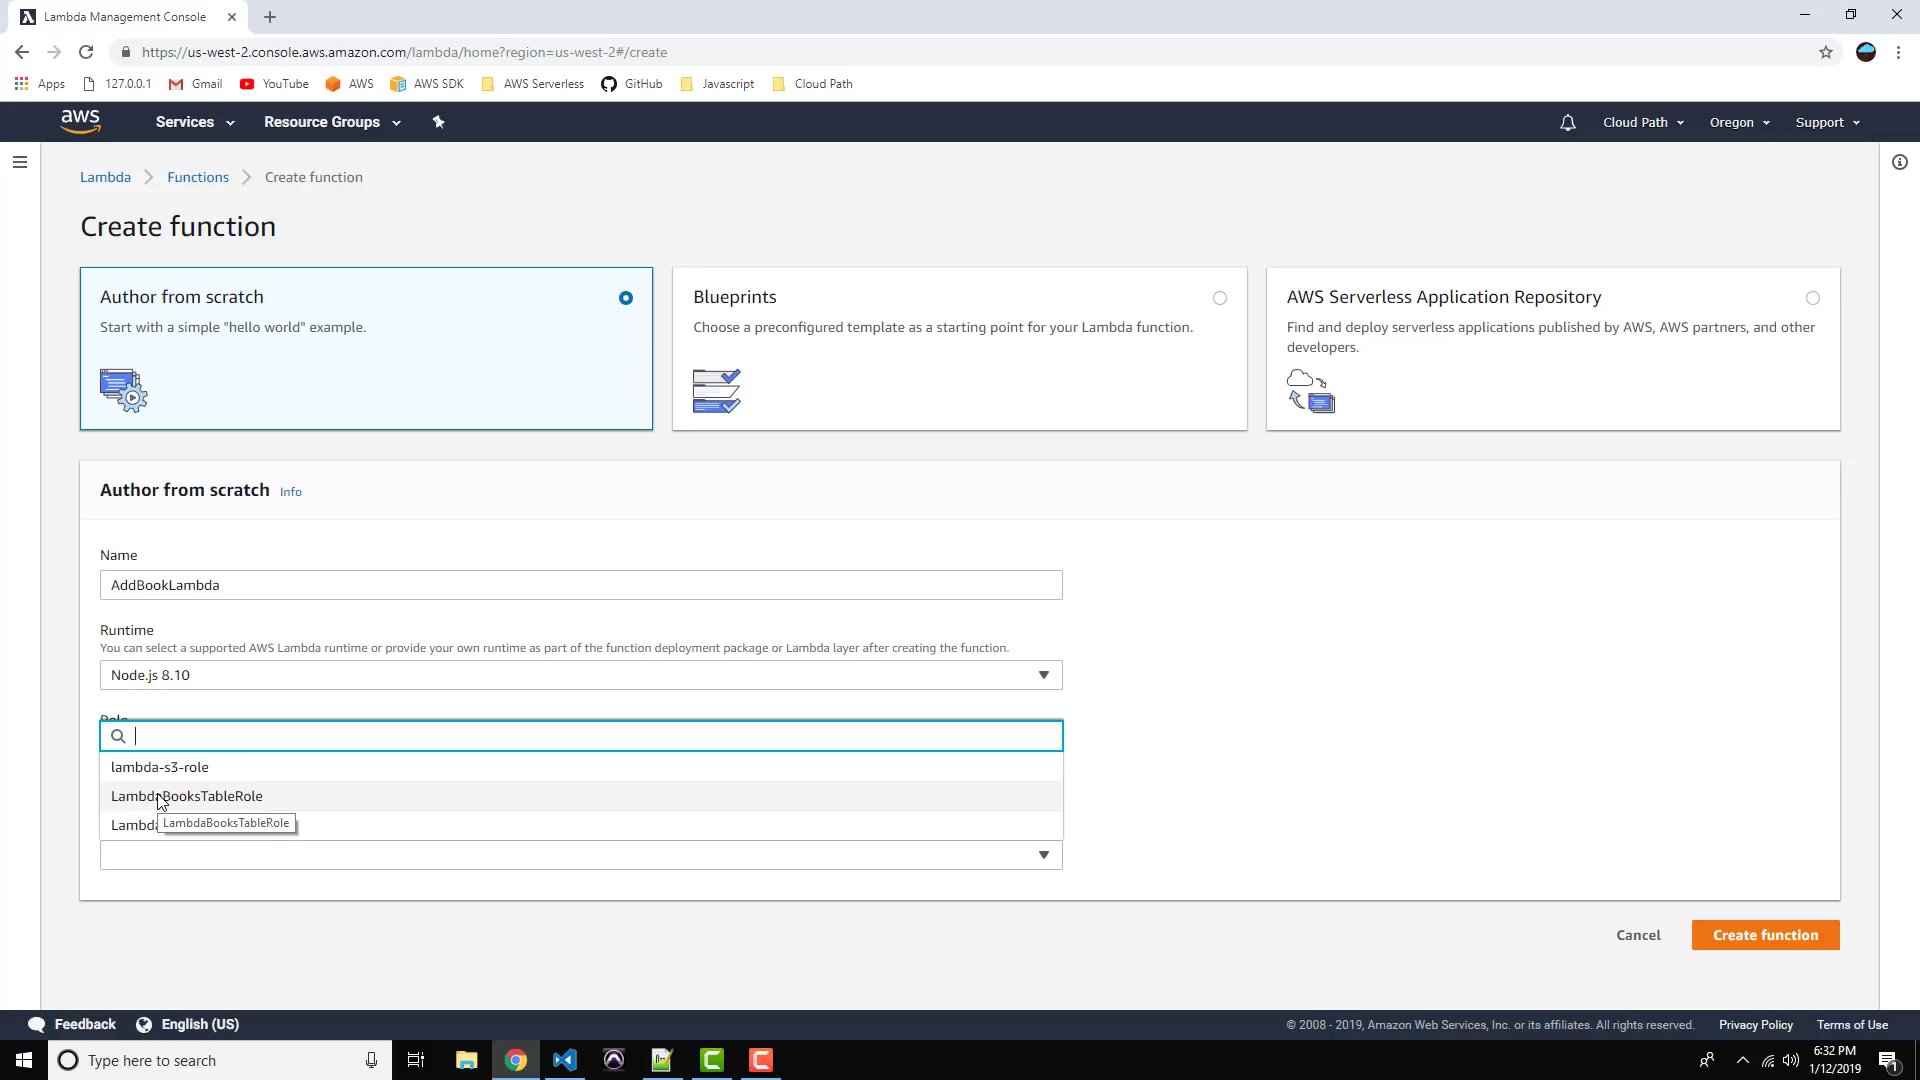 Lambda Management Console
https://us-west-2.console.aws.amazon.com/lambda/home?region=us-west-2#/create
Apps 127.0.0.1 Gmail YouTube AWS AWS SDK AWS Serverless GitHub Javascript Cloud Path
aws Services Resource Groups Cloud Path Oregon Support
Lambda Functions Create function
Create function
Author from scratch
Start with a simple "hello world" example.
Blueprints
Choose a preconfigured template as a starting point for your Lambda function.
AWS Serverless Application Repository
Find and deploy serverless applications published by AWS, AWS partners, and other
developers.
Author from scratch Info
Name
AddBookLambda
Runtime
You can select a supported AWS Lambda runtime or provide your own runtime as part of the function deployment package or Lambda layer after creating the function.
Node.js 8.10
Role
lambda-s3-role
LambdaBooksTableRole
LambdaBooksTableRole
Cancel Create function
Feedback English (US)
© 2008 - 2019, Amazon Web Services, Inc. or its affiliates. All rights reserved. Privacy Policy Terms of Use
Type here to search
6:32 PM
1/12/2019
1